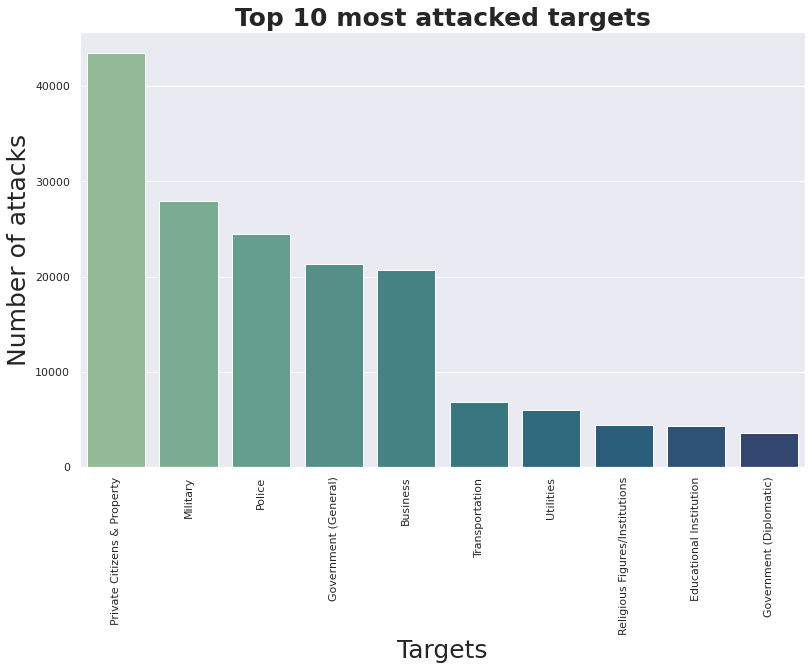 Top 10 most attacked targets
Number of attacks
40000
30000
20000
10000
0
Private Citizens & Property
Military
Police
Government (General)
Business
Transportation
Utilities
Religious Figures/Institutions
Educational Institution
Government (Diplomatic)
Targets